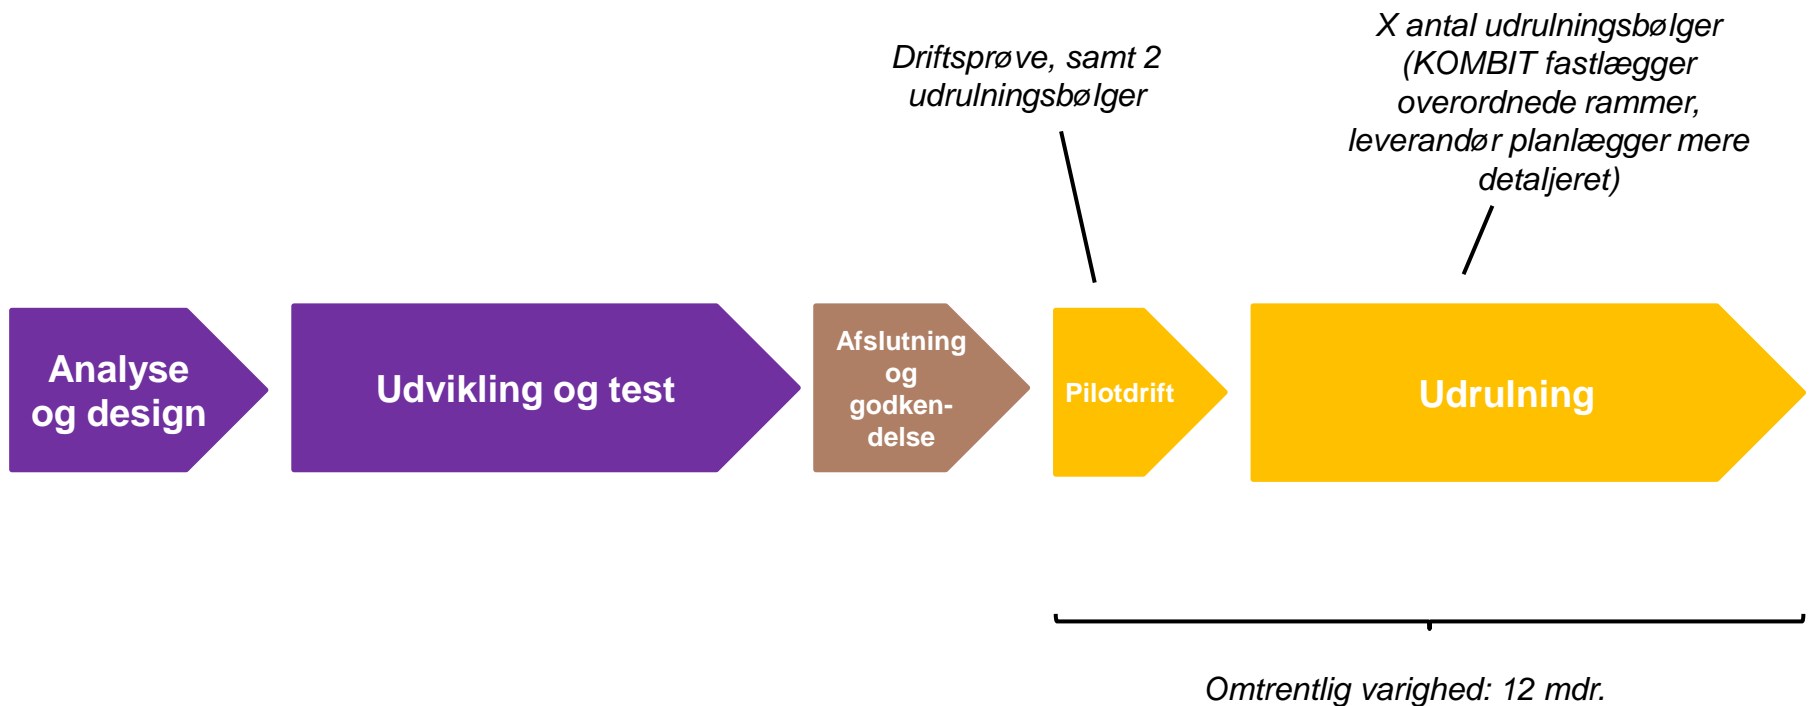 Driftsprøve, samt 2
udrulningsbølger
X antal udrulningsbølger
(KOMBIT fastlægger
overordnede rammer,
leverandør planlægger mere
detaljeret)
Analyse
og design
Udvikling og test
Afslutning
og
godken-
delse
Pilotdrift
Udrulning
Omtrentlig varighed: 12 mdr.